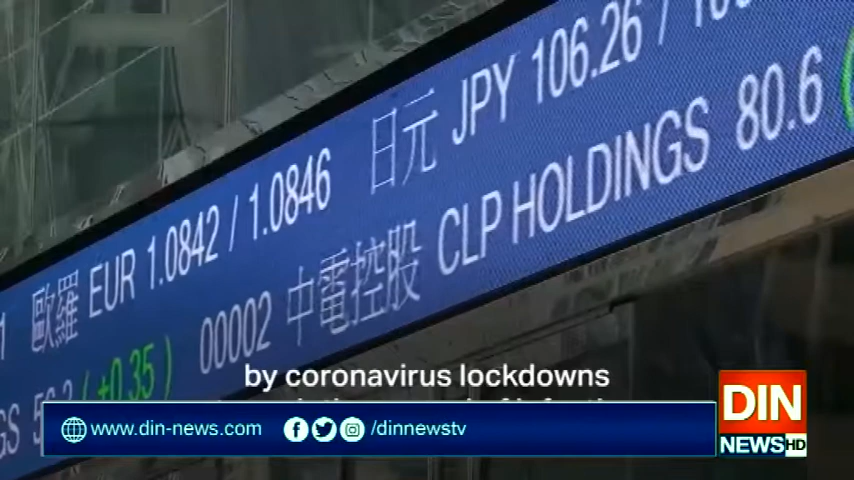 日元 JPY 106.26 /
歐羅 EUR 1.0842 / 1.0846
00002 中電控股 CLP HOLDINGS 80.6
(+0.35)
by coronavirus lockdowns
www.din-news.com /dinnewstv
DIN
NEWS HD